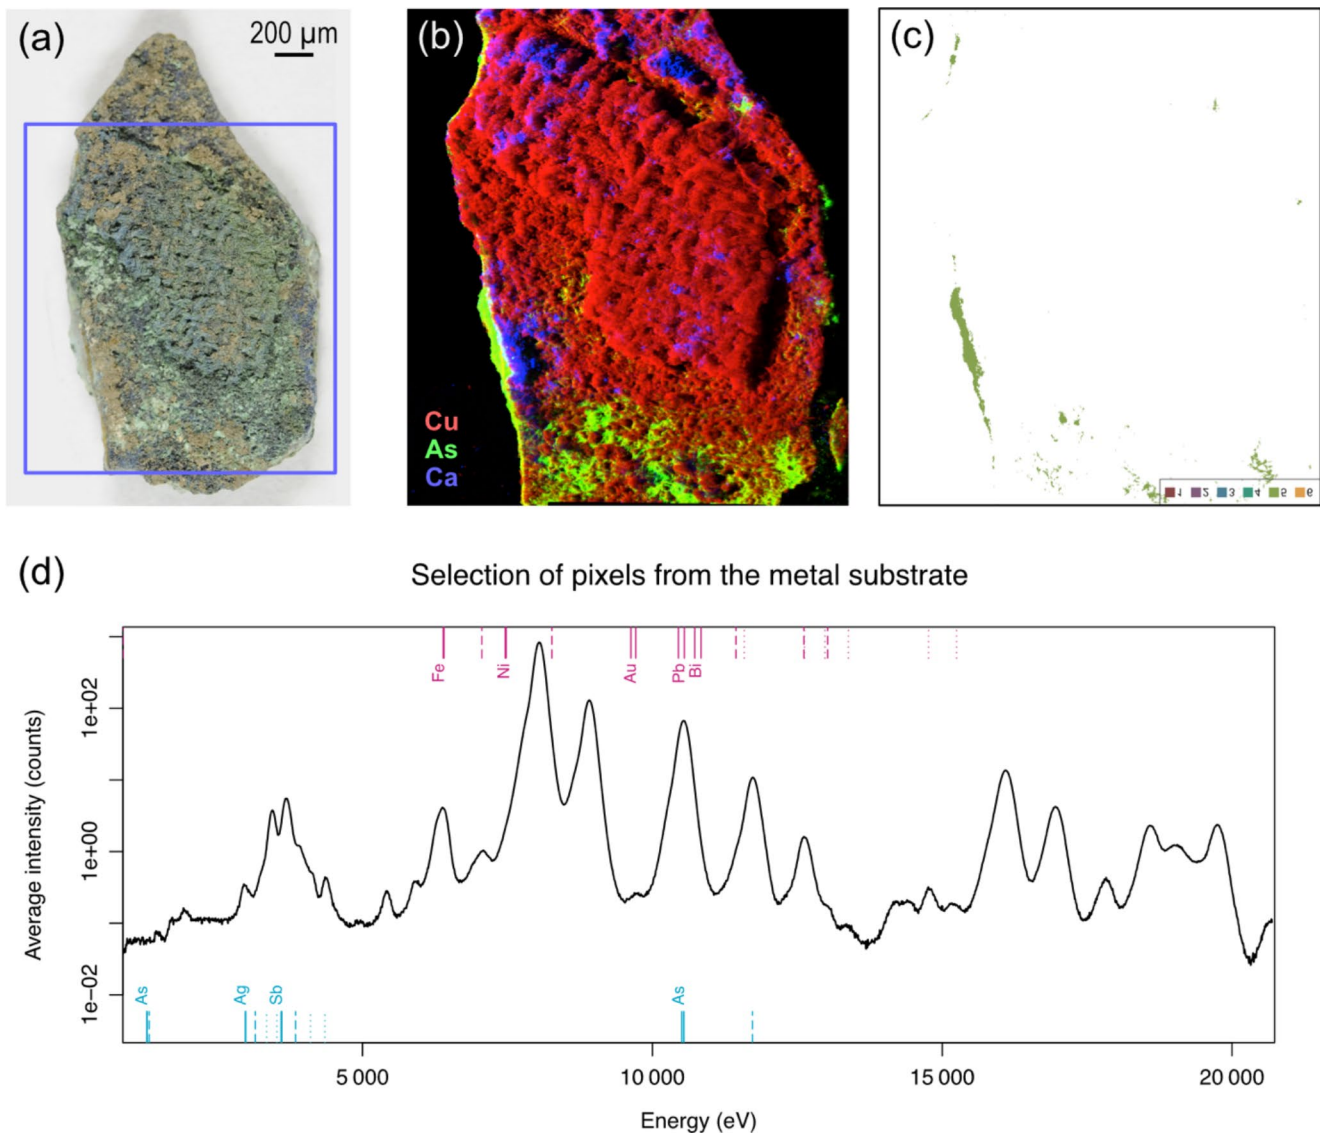 (a)
200 µm
(b)
Cu
As
Ca
(c)
1 2 3 4 5 6
(d)
Selection of pixels from the metal substrate
Fe Ni Au Pb Bi
Average intensity (counts)
1e+02
1e+00
1e-02
As Ag Sb As
5 000 10 000 15 000 20 000
Energy (eV)